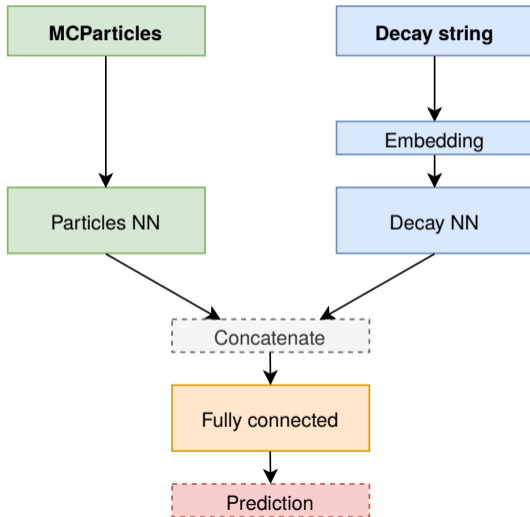 MCParticles
Decay string
Embedding
Particles NN
Decay NN
Concatenate
Fully connected
Prediction